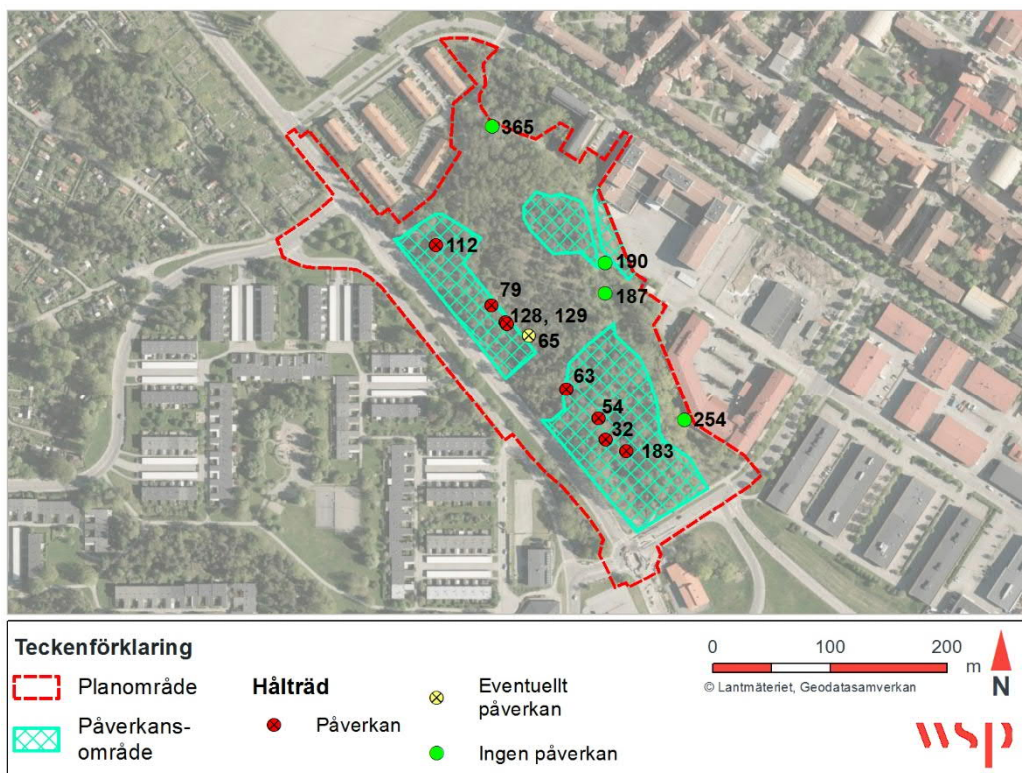 365
112
190
187
79
128, 129
65
63
54
32
183
254
Teckenförklaring
Planområde
Påverkans-
område
Hålträd
Påverkan
Eventuellt
påverkan
Ingen påverkan
0 100 200
m
© Lantmäteriet, Geodatasamverkan
N
wsp